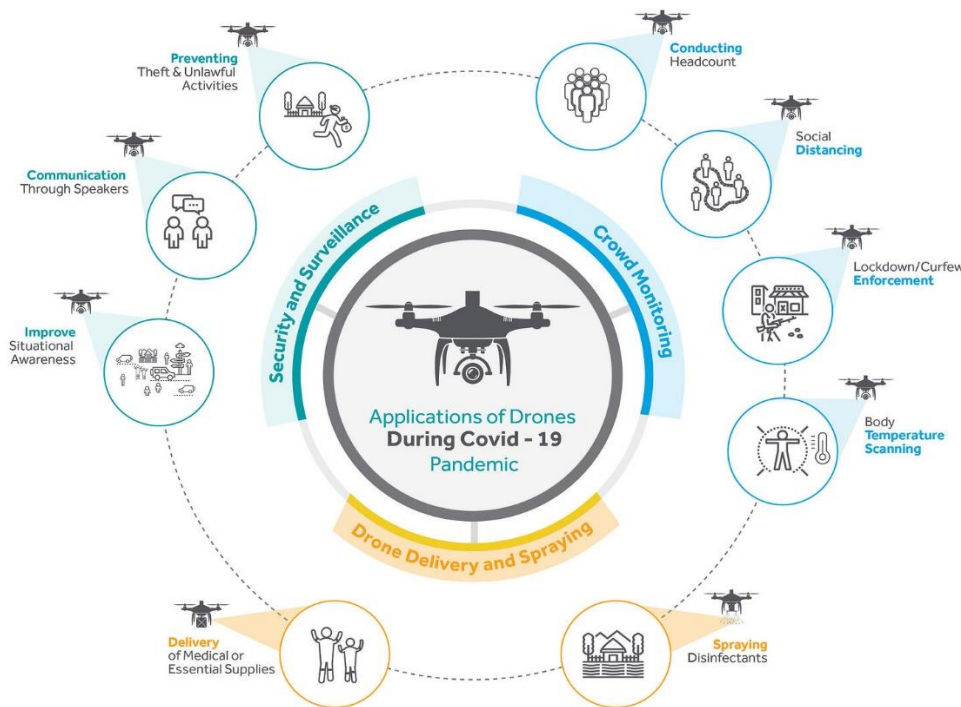 Preventing
Theft & Unlawful
Activities
Communication
Through Speakers
Improve
Situational
Awareness
Conducting
Headcount
Social
Distancing
Lockdown/Curfew
Enforcement
Body
Temperature
Scanning
Security and Surveillance
Crowd Monitoring
Applications of Drones
During Covid - 19
Pandemic
Drone Delivery and Spraying
Delivery
of Medical or
Essential Supplies
Spraying
Disinfectants